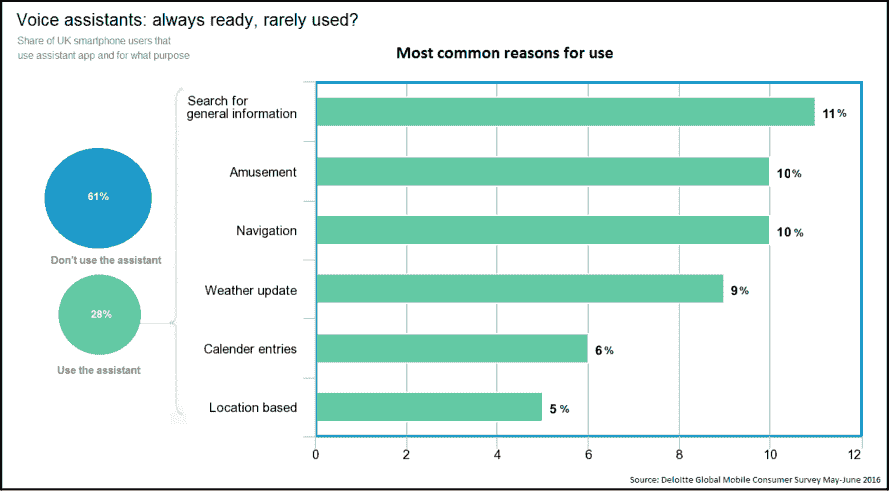 Voice assistants: always ready, rarely used?
Share of UK smartphone users that
use assistant app and for what purpose
Most common reasons for use
Search for
general information
11 %
Amusement
10%
61%
Navigation
10 %
Don't use the assistant
Weather update
9 %
28%
Calender entries
6 %
Use the assistant
Location based
5 %
0 2 4 6 8 10 12
Source: Deloitte Global Mobile Consumer Survey May-June 2016